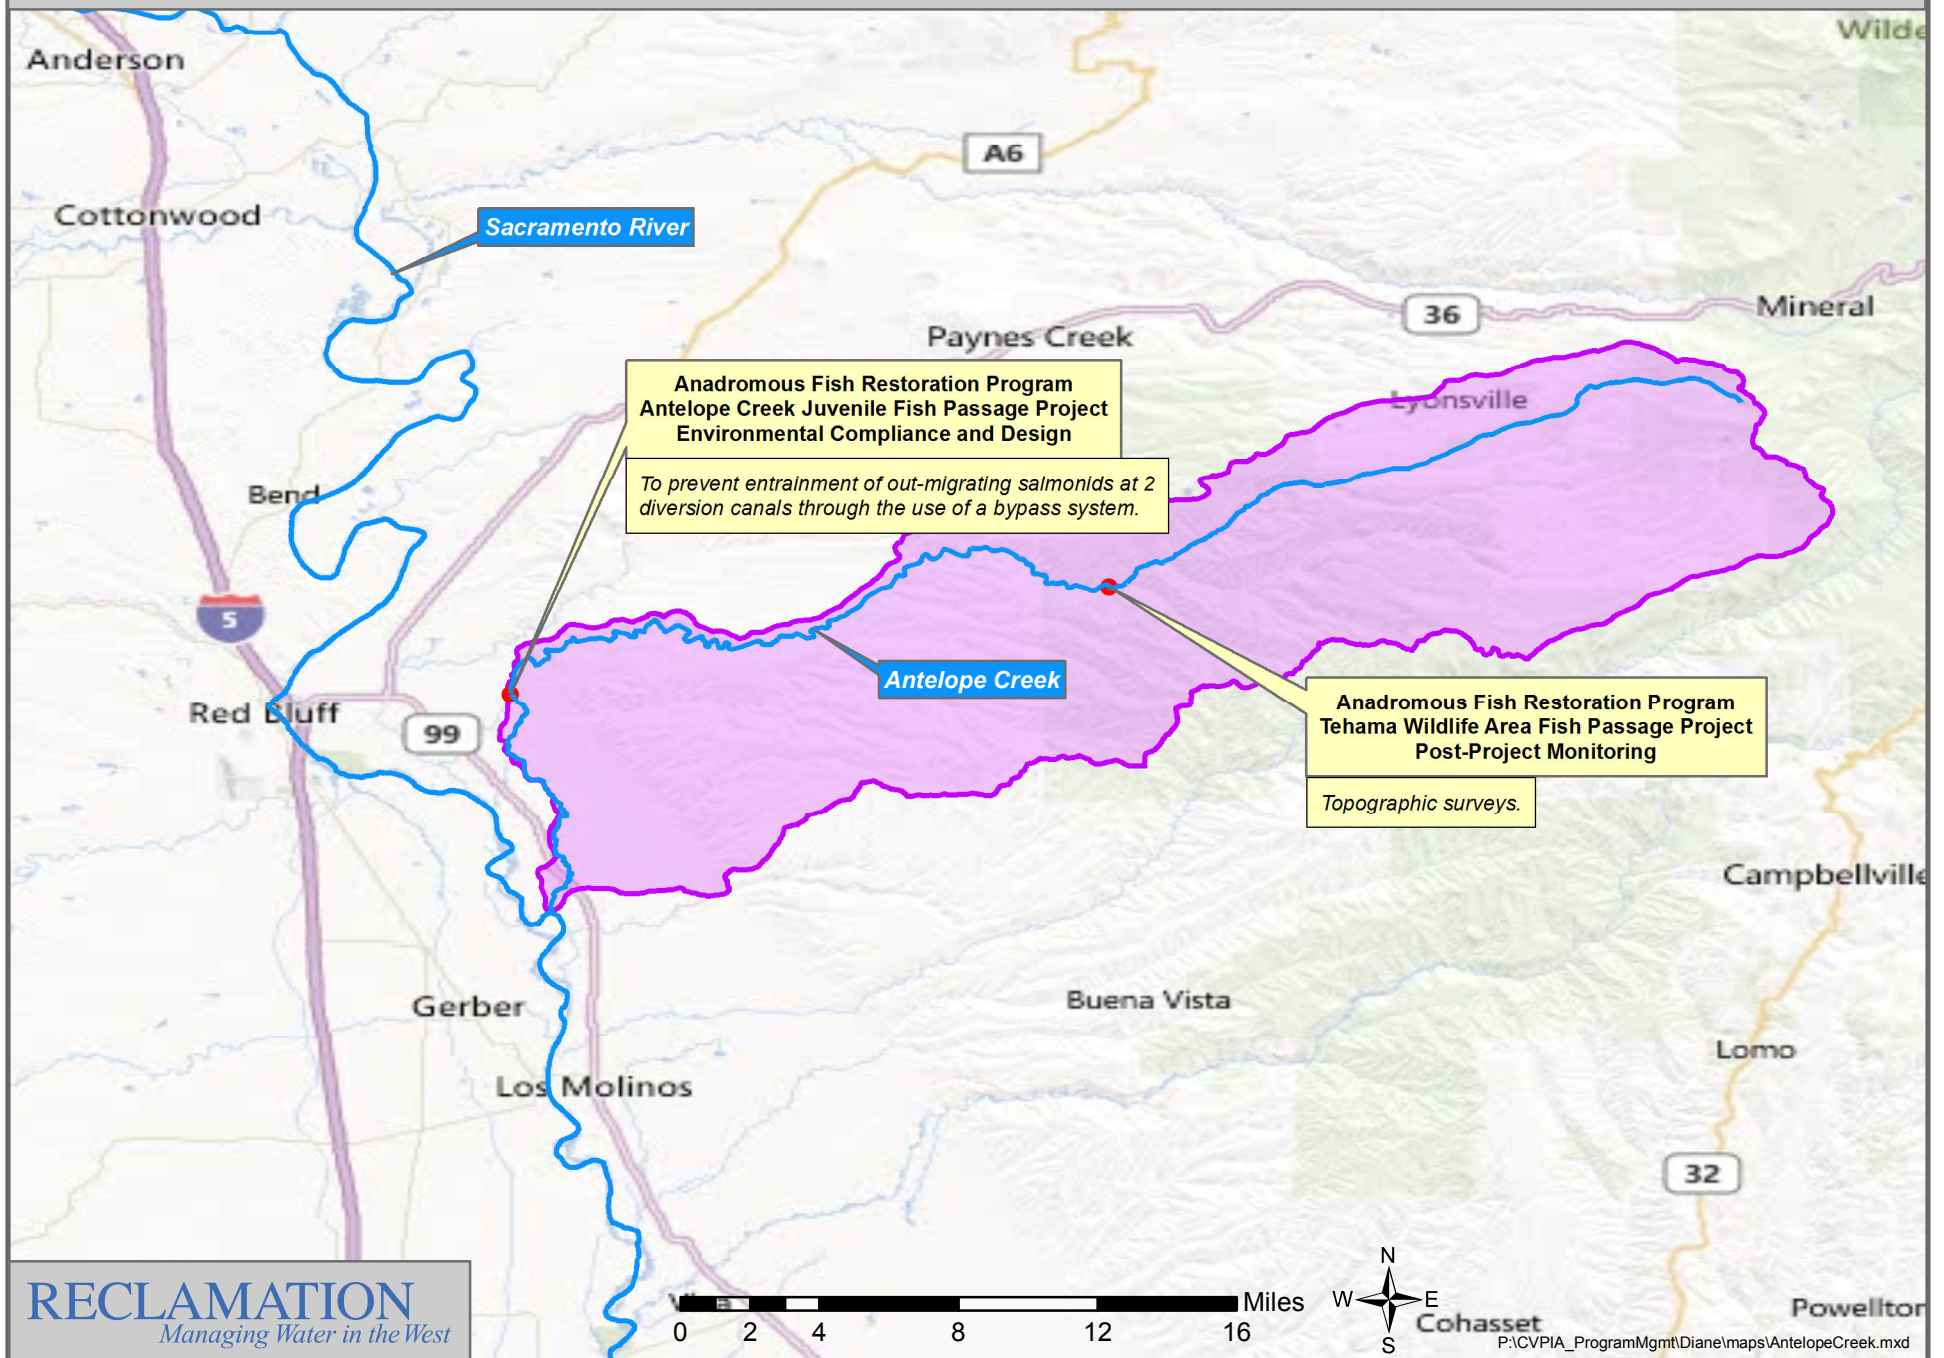 Wilde
Anderson
A6
Cottonwood
Sacramento River
36
Mineral
Paynes Creek
Anadromous Fish Restoration Program
Antelope Creek Juvenile Fish Passage Project
Environmental Compliance and Design
Lyonsville
To prevent entrainment of out-migrating salmonids at 2
diversion canals through the use of a bypass system.
Bend
5
Antelope Creek
Red Bluff
99
Anadromous Fish Restoration Program
Tehama Wildlife Area Fish Passage Project
Post-Project Monitoring
Topographic surveys.
Campbellville
Buena Vista
Gerber
Lomo
Los Molinos
32
RECLAMATION
Managing Water in the West
Miles
0 2 4 8 12 16
N
W E
S
Cohasset
Powellton
P:\CVPIA_ProgramMgmt\Diane\maps\AntelopeCreek.mxd